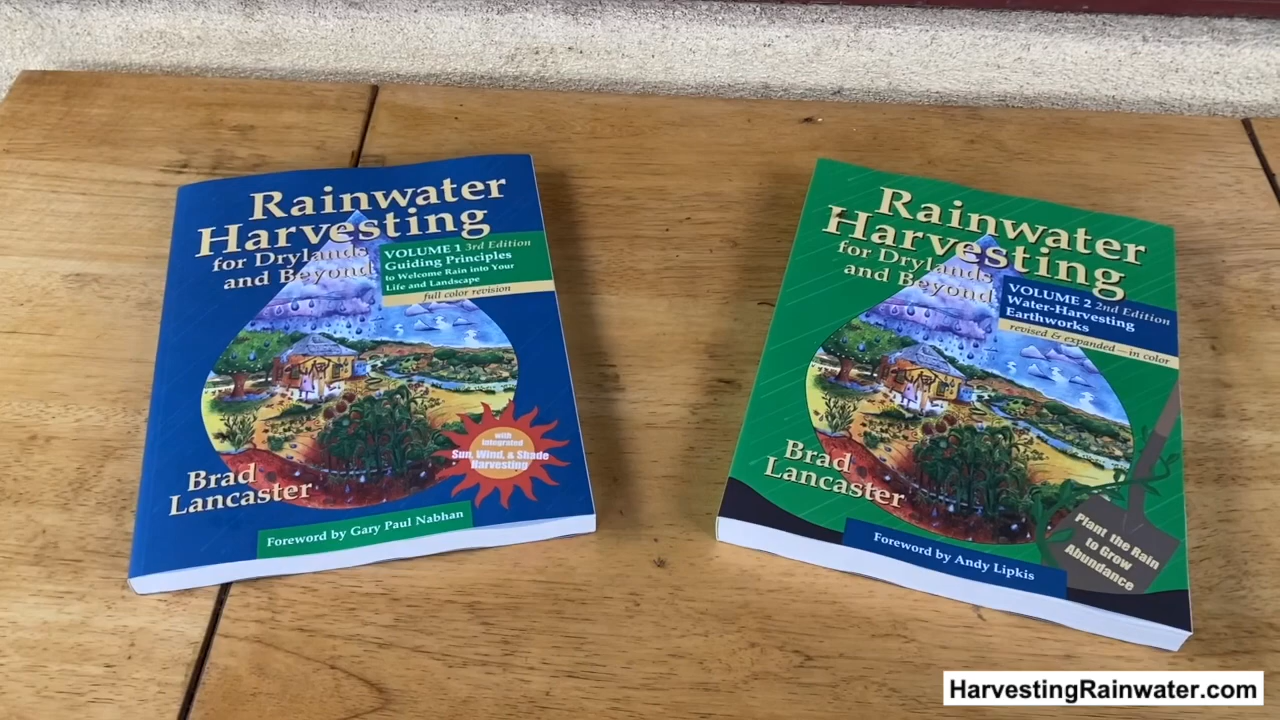 Rainwater
Harvesting
for Drylands
and Beyond
VOLUME 1 3rd Edition
Guiding Principles
to Welcome Rain into Your
Life and Landscape
full color revision
with
integrated
Sun, Wind, & Shade
Harvesting
Brad
Lancaster
Foreword by Gary Paul Nabhan
Rainwater
Harvesting
for Drylands
and Beyond
VOLUME 2 2nd Edition
Water-Harvesting
Earthworks
revised & expanded—in color
Brad
Lancaster
Plant the Rain
to Grow
Abundance
Foreword by Andy Lipkis
HarvestingRainwater.com